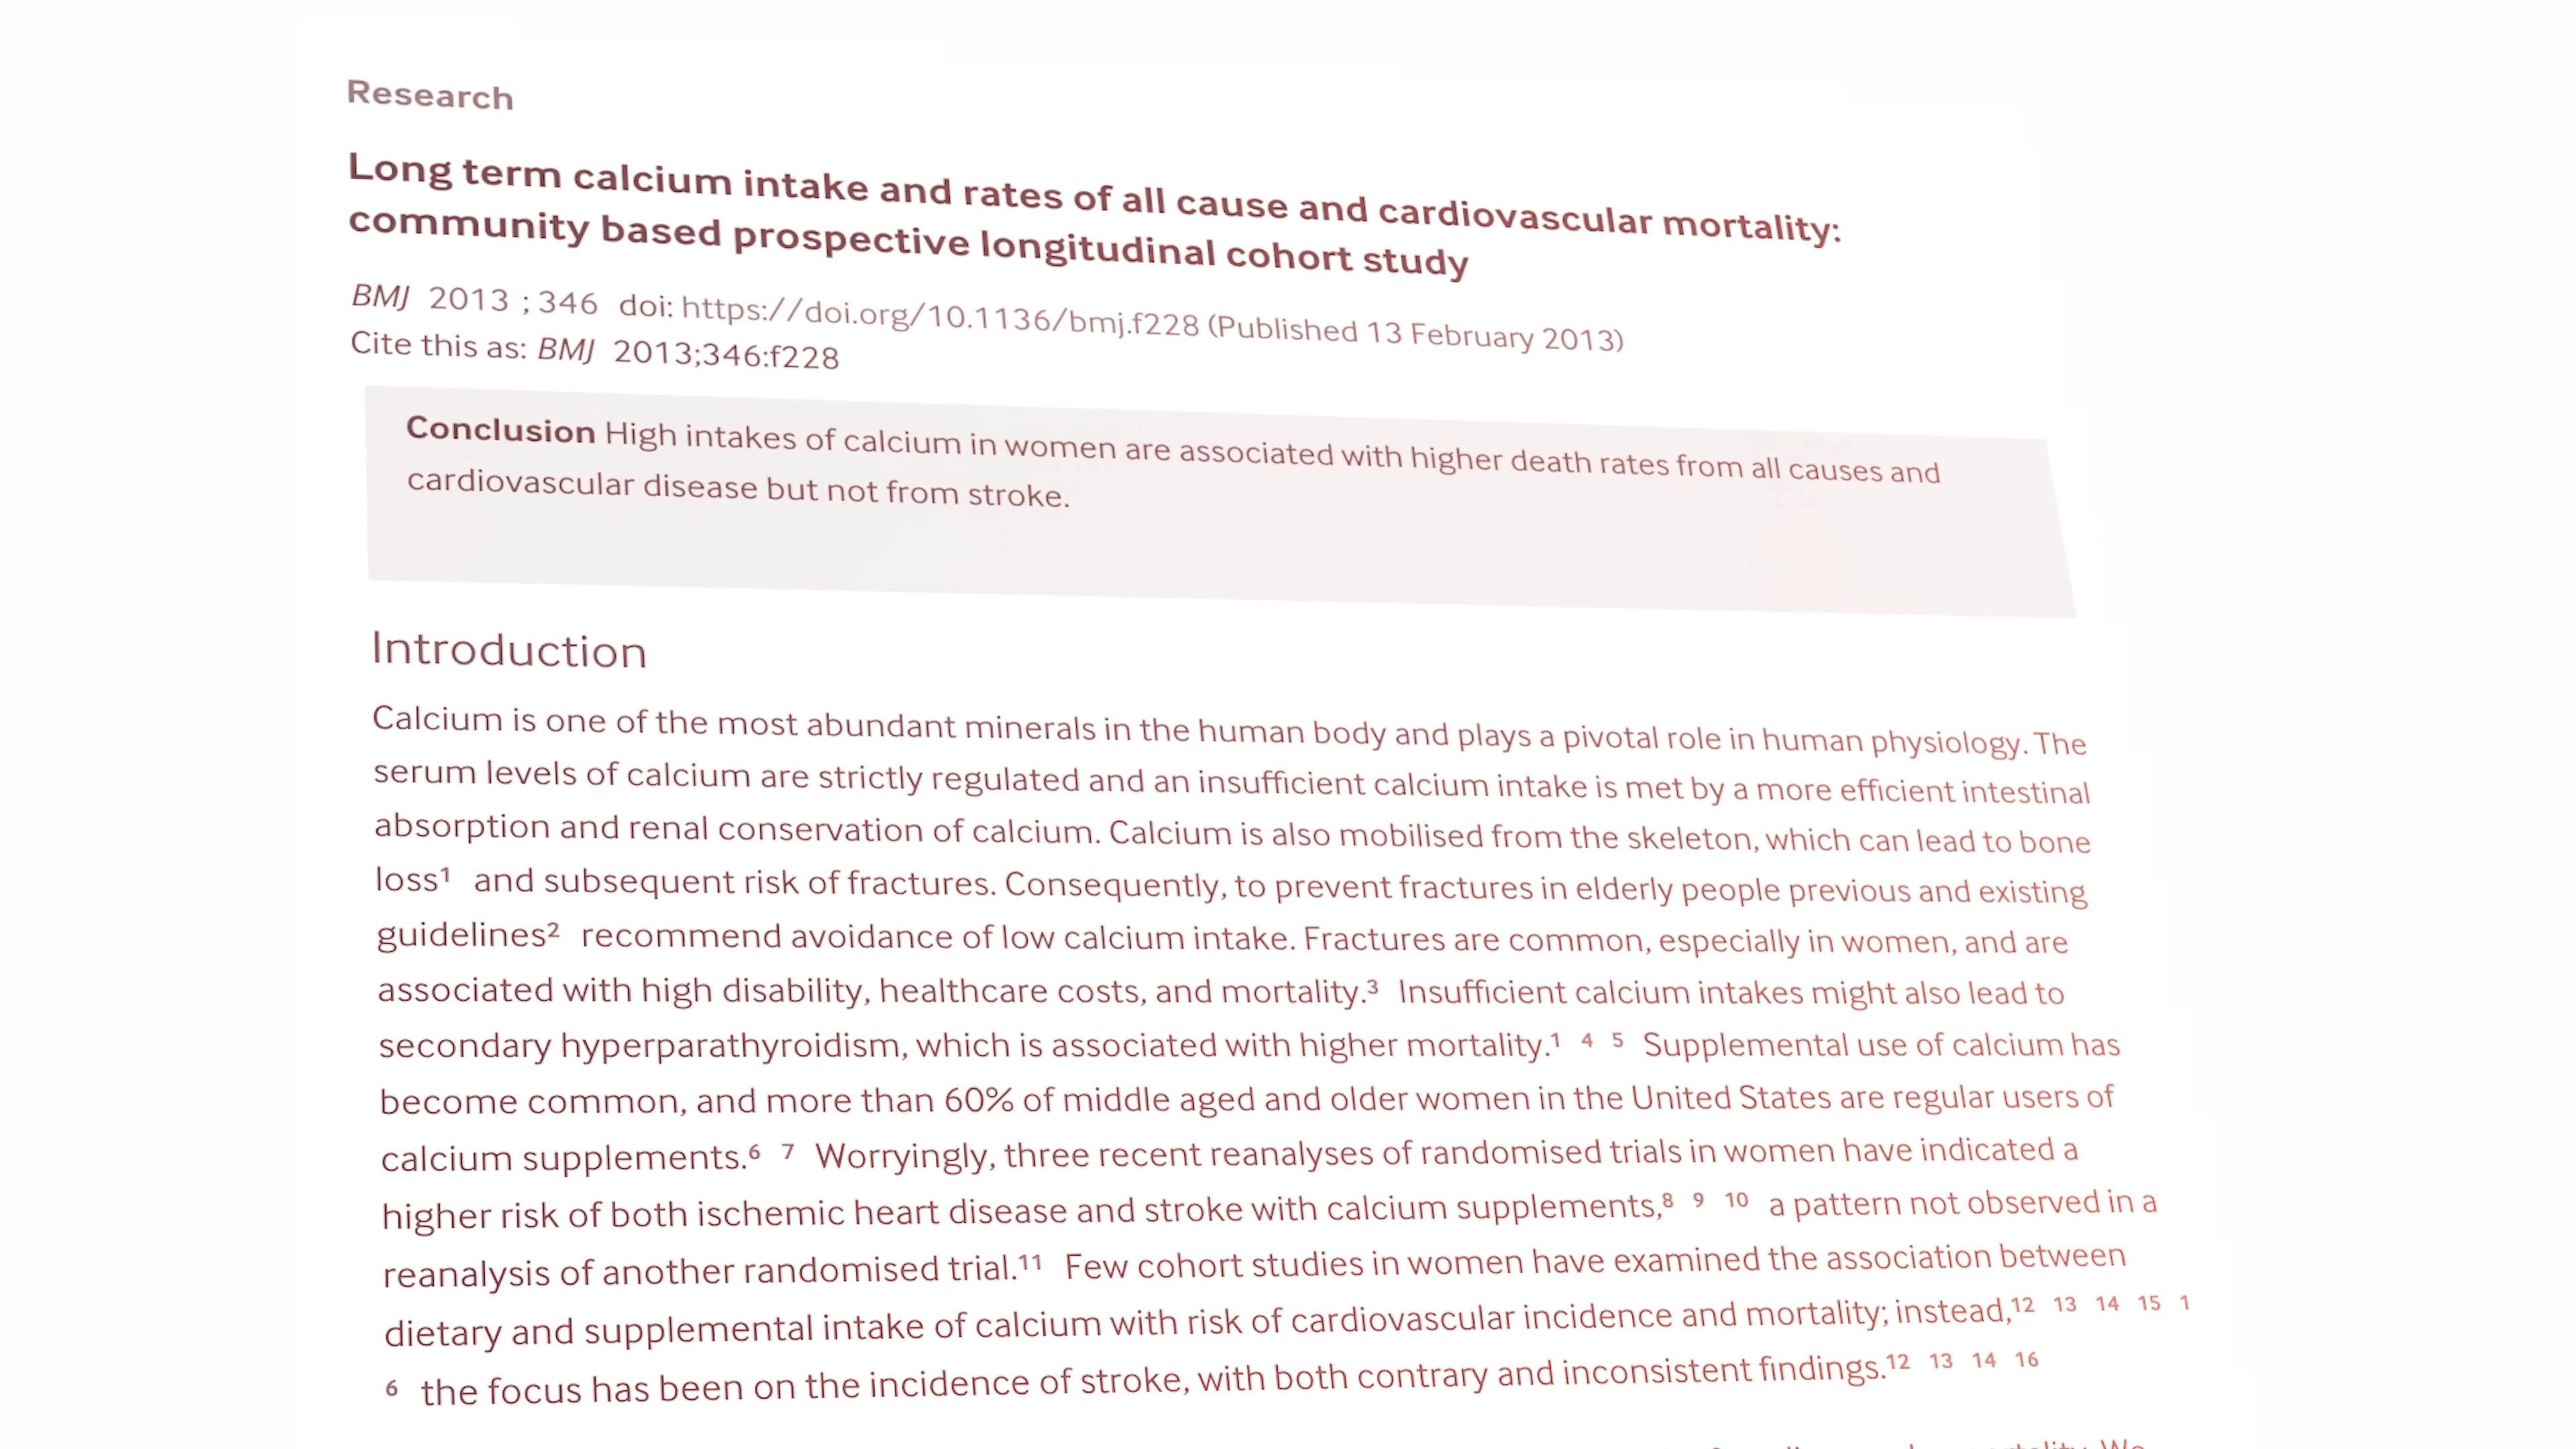 Research
Long term calcium intake and rates of all cause and cardiovascular mortality:
community based prospective longitudinal cohort study
BMJ 2013 ; 346 doi: https://doi.org/10.1136/bmj.f228 (Published 13 February 2013)
Cite this as: BMJ 2013;346:f228
Conclusion High intakes of calcium in women are associated with higher death rates from all causes and
cardiovascular disease but not from stroke.
Introduction
Calcium is one of the most abundant minerals in the human body and plays a pivotal role in human physiology. The
serum levels of calcium are strictly regulated and an insufficient calcium intake is met by a more efficient intestinal
absorption and renal conservation of calcium. Calcium is also mobilised from the skeleton, which can lead to bone
loss¹ and subsequent risk of fractures. Consequently, to prevent fractures in elderly people previous and existing
guidelines² recommend avoidance of low calcium intake. Fractures are common, especially in women, and are
associated with high disability, healthcare costs, and mortality.³ Insufficient calcium intakes might also lead to
secondary hyperparathyroidism, which is associated with higher mortality.¹ ⁴ ⁵ Supplemental use of calcium has
become common, and more than 60% of middle aged and older women in the United States are regular users of
calcium supplements.⁶ ⁷ Worryingly, three recent reanalyses of randomised trials in women have indicated a
higher risk of both ischemic heart disease and stroke with calcium supplements,⁸ ⁹ ¹⁰ a pattern not observed in a
reanalysis of another randomised trial.¹¹ Few cohort studies in women have examined the association between
dietary and supplemental intake of calcium with risk of cardiovascular incidence and mortality; instead,¹² ¹³ ¹⁴ ¹⁵ ¹
⁶ the focus has been on the incidence of stroke, with both contrary and inconsistent findings.¹² ¹³ ¹⁴ ¹⁶